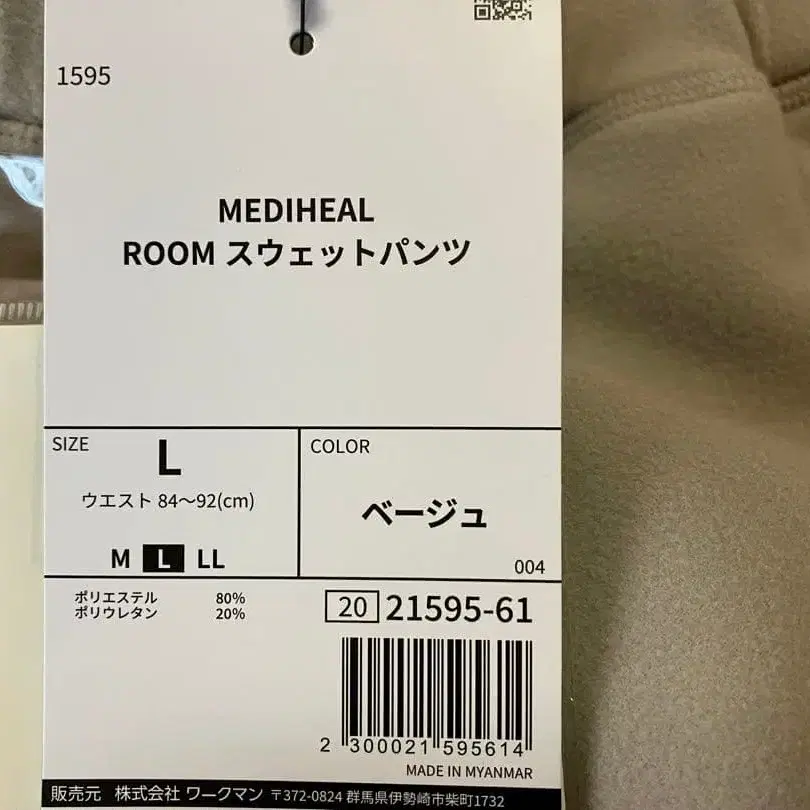 1595
MEDIHEAL
ROOM スウェットパンツ
SIZE
L
ウエスト 84～92(cm)
M L LL
COLOR
ベージュ
004
ポリエステル 80%
ポリウレタン 20%
20 21595-61
2 300021 595614
MADE IN MYANMAR
販売元 株式会社 ワークマン 〒372-0824 群馬県伊勢崎市柴町1732